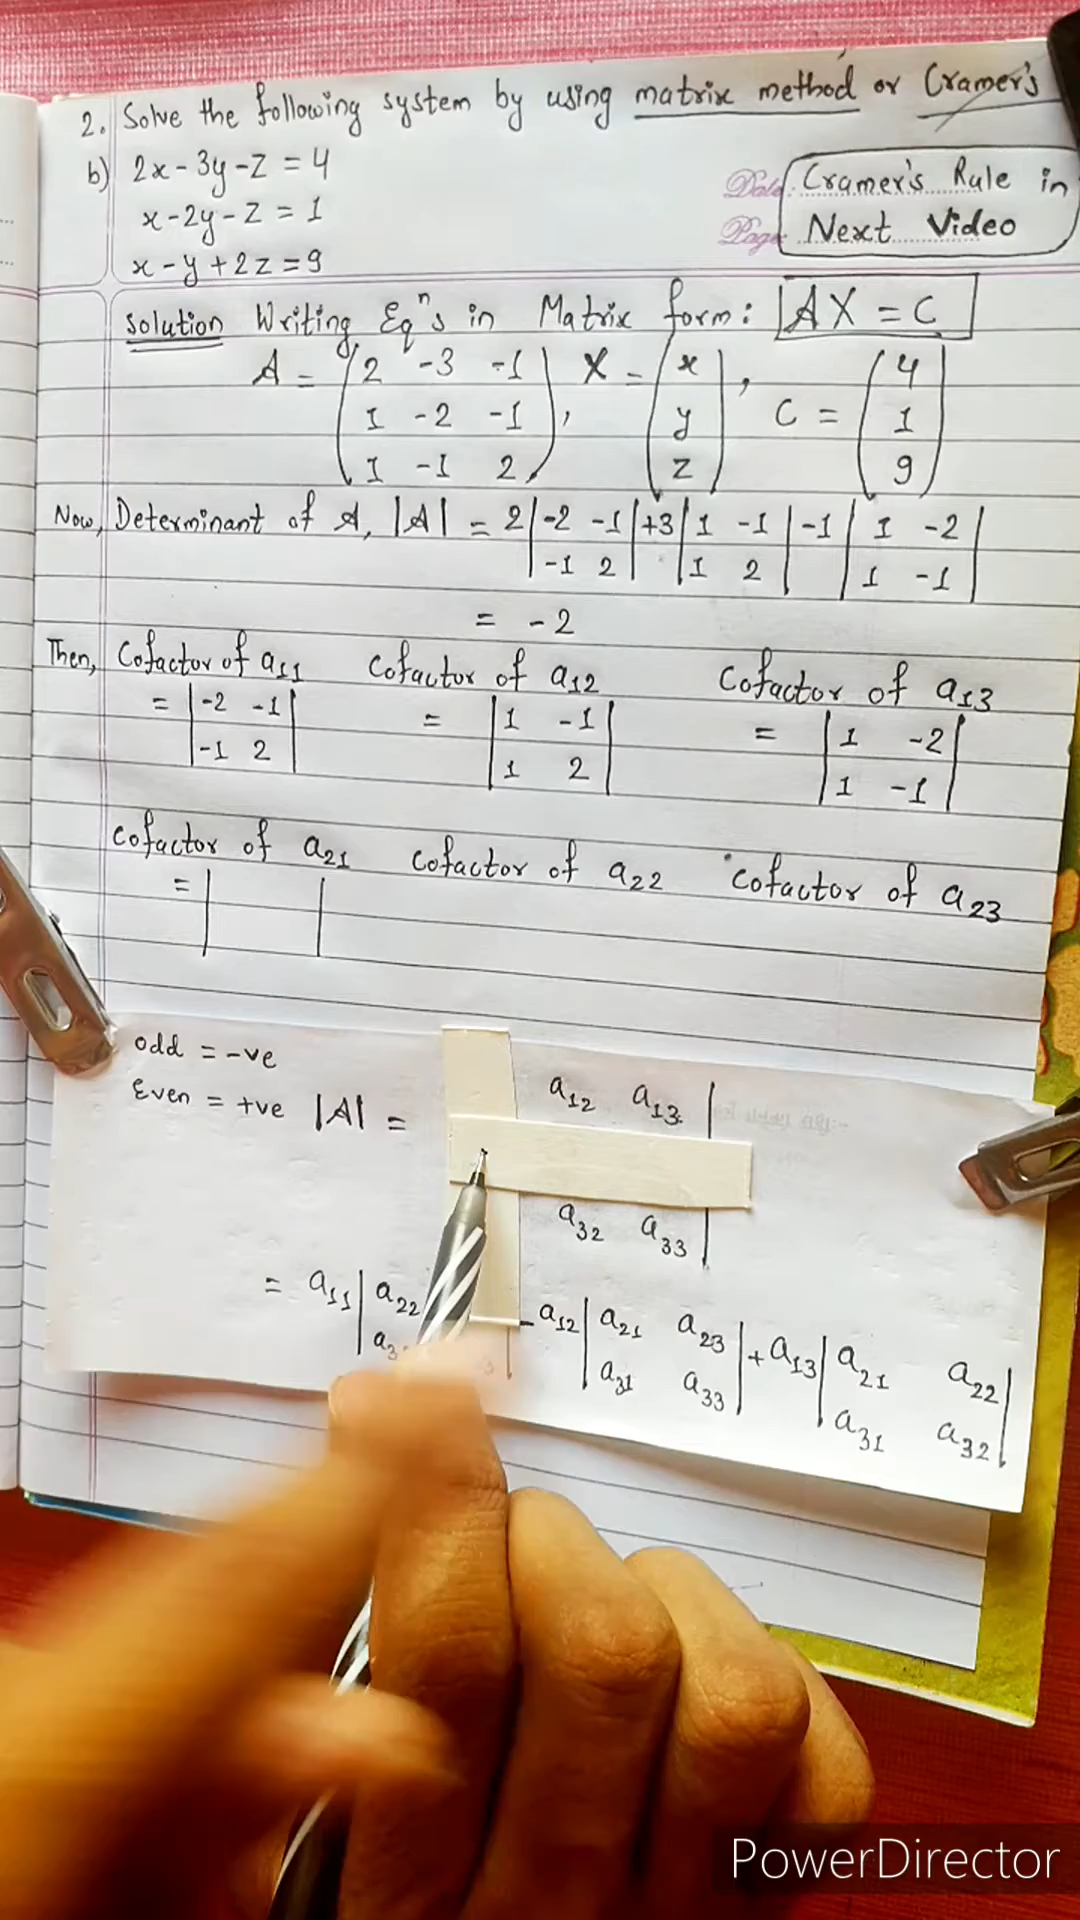 2. Solve the following system by using matrix method or Cramer's
b) 2x - 3y - z = 4
x - 2y - z = 1
x - y + 2z = 9
Date: Cramer's Rule in
Page: Next Video
Solution Writing Eqⁿ's in Matrix form: AX = C
A = (2 -3 -1), X = (x), C = (4)
1 -2 -1 y 1
1 -1 2 z 9
Now, Determinant of A, |A| = 2|-2 -1|+3|1 -1|-1|1 -2|
-1 2 1 2 1 -1
= -2
Then, Cofactor of a11 Cofactor of a12 Cofactor of a13
= |-2 -1| = |1 -1| = |1 -2|
-1 2 1 2 1 -1
Cofactor of a21 Cofactor of a22 Cofactor of a23
= | |
odd = -ve
Even = +ve |A| = a12 a13
a32 a33
= a11 |a22 -a12 |a21 a23| + a13 |a21 a22|
a31 a33 a31 a32
PowerDirector